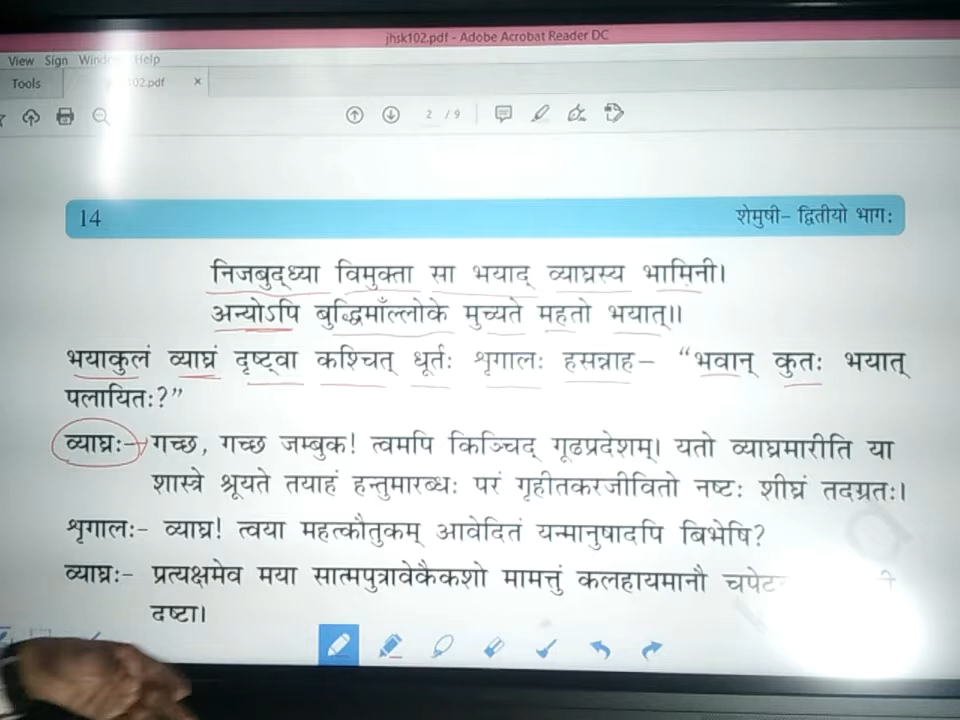 jhsk102.pdf - Adobe Acrobat Reader DC
View Sign Help
Tools 102.pdf ×
2 / 9
14 शेमुषी- द्वितीयो भागः
निजबुद्ध्या विमुक्ता सा भयाद् व्याघ्रस्य भामिनी।
अन्योऽपि बुद्धिमाँल्लोके मुच्यते महतो भयात्॥
भयाकुलं व्याघ्रं दृष्ट्वा कश्चित् धूर्तः शृगालः हसन्नाह- “भवान् कुतः भयात्
पलायितः?”
व्याघ्रः- गच्छ, गच्छ जम्बुक! त्वमपि किञ्चिद् गूढप्रदेशम्। यतो व्याघ्रमारीति या
शास्त्रे श्रूयते तयाहं हन्तुमारब्धः परं गृहीतकरजीवितो नष्टः शीघ्रं तदग्रतः।
शृगालः- व्याघ्र! त्वया महत्कौतुकम् आवेदितं यन्मानुषादपि बिभेषि?
व्याघ्रः- प्रत्यक्षमेव मया सात्मपुत्रावेकैकशो मामत्तुं कलहायमानौ
दष्टा।